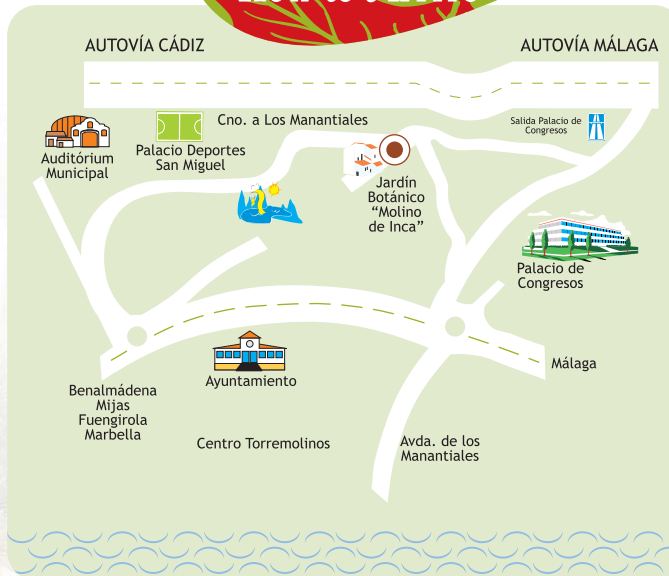 AUTOVÍA CÁDIZ
AUTOVÍA MÁLAGA
Cno. a Los Manantiales
Salida Palacio de
Congresos
Auditórium
Municipal
Palacio Deportes
San Miguel
Jardín
Botánico
“Molino
de Inca”
Palacio de
Congresos
Málaga
Ayuntamiento
Benalmádena
Mijas
Fuengirola
Marbella
Centro Torremolinos
Avda. de los
Manantiales